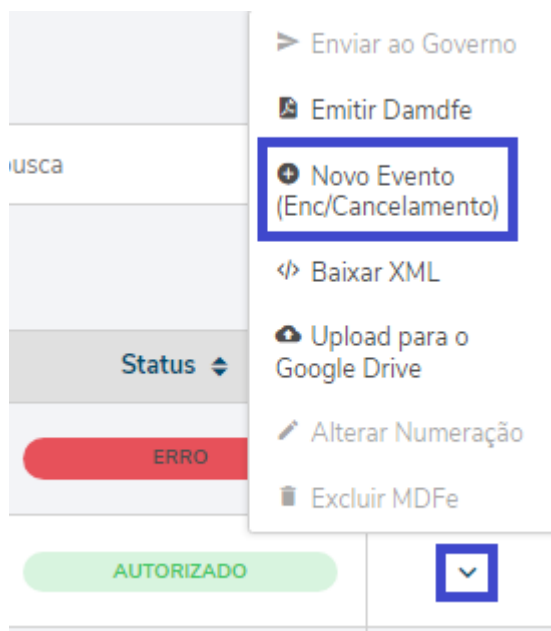 Enviar ao Governo
Emitir Damdfe
Novo Evento
(Enc/Cancelamento)
Baixar XML
Upload para o
Google Drive
Alterar Numeração
Excluir MDFe
Status
ERRO
AUTORIZADO